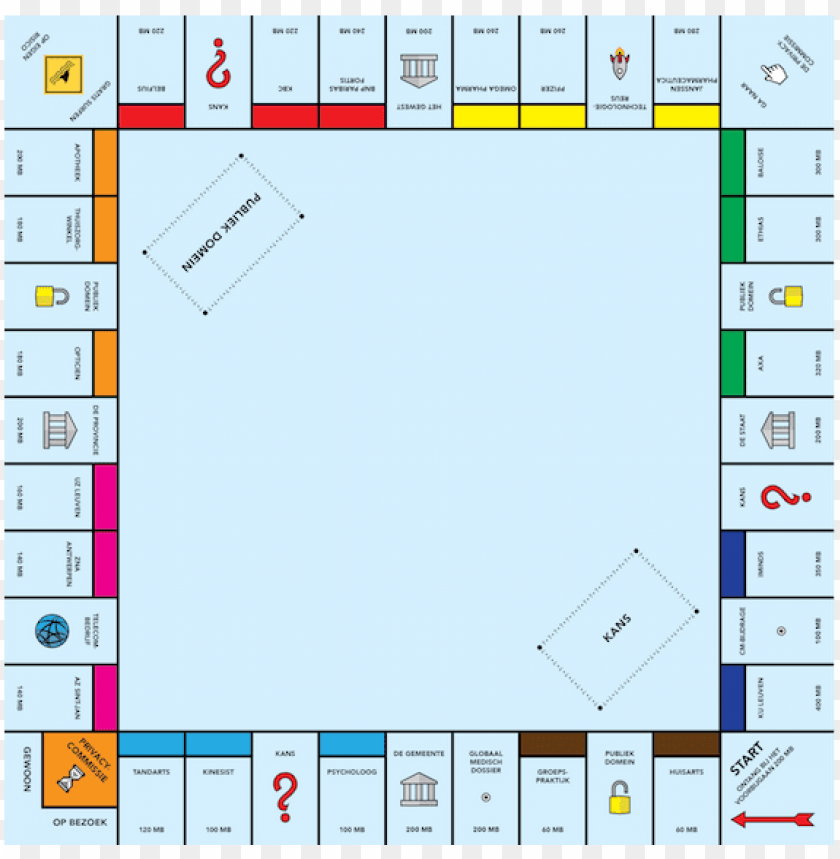 OP EIGEN
RISICO
GRATIS SURFEN
220 MB
BELFIUS
KANS
220 MB
KBC
240 MB
BNP PARIBAS
FORTIS
200 MB
HET GEWEST
260 MB
OMEGA PHARMA
260 MB
PFIZER
TECHNOLOGIE-
REUS
280 MB
JANSSEN
PHARMACEUTICA
GA NAAR
DE PRIVACY
COMMISSIE
200 MB
APOTHEEK
180 MB
THUISZORG-
WINKEL
PUBLIEK
DOMEIN
180 MB
OPTICIEN
200 MB
DE PROVINCIE
160 MB
UZ LEUVEN
140 MB
ZNA
ANTWERPEN
TELECOM
BEDRIJF
140 MB
AZ SINT-JAN
PUBLIEK DOMEIN
KANS
BALOISE
300 MB
ETHIAS
300 MB
PUBLIEK
DOMEIN
AXA
320 MB
DE STAAT
200 MB
KANS
IMINDS
350 MB
CM-BIJDRAGE
100 MB
KU LEUVEN
400 MB
GEWOON
PRIVACY-
COMMISSIE
OP BEZOEK
TANDARTS
120 MB
KINESIST
100 MB
KANS
PSYCHOLOOG
100 MB
DE GEMEENTE
200 MB
GLOBAAL
MEDISCH
DOSSIER
200 MB
GROEPS-
PRAKTIJK
60 MB
PUBLIEK
DOMEIN
HUISARTS
60 MB
START
ONTANG BIJ HET
VOORBIJGAAN 200 MB